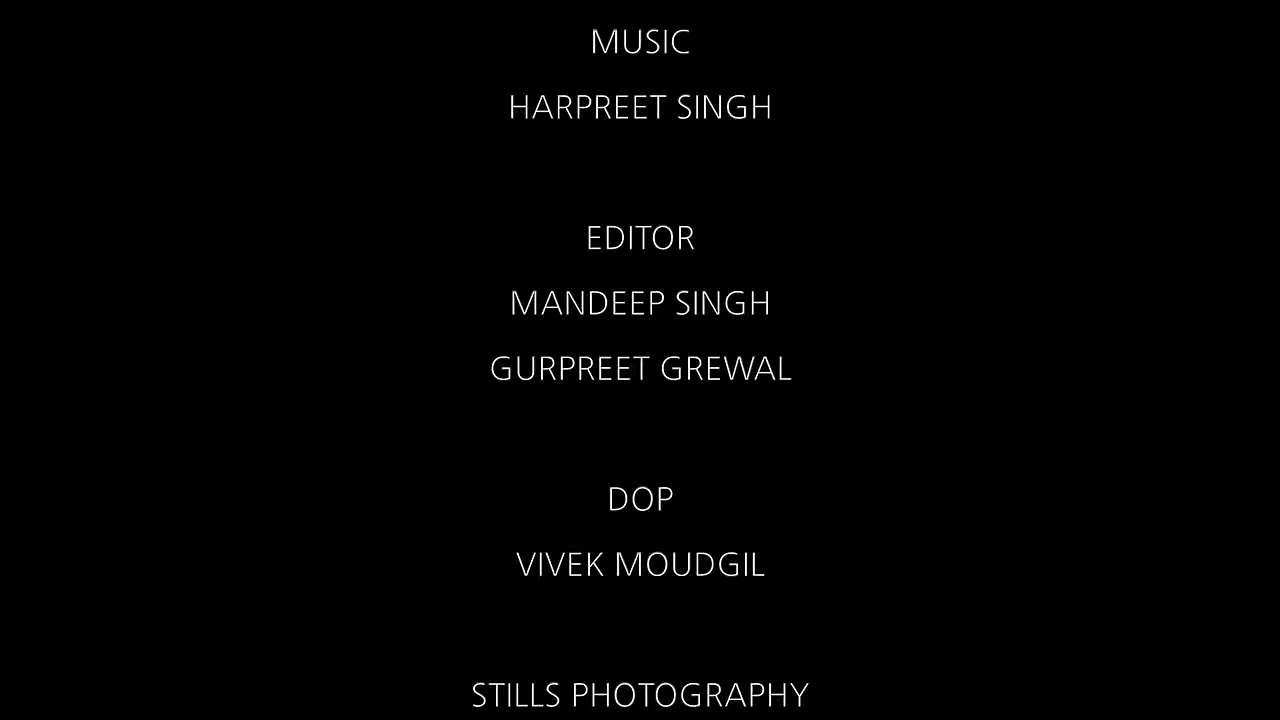 MUSIC
HARPREET SINGH
EDITOR
MANDEEP SINGH
GURPREET GREWAL
DOP
VIVEK MOUDGIL
STILLS PHOTOGRAPHY